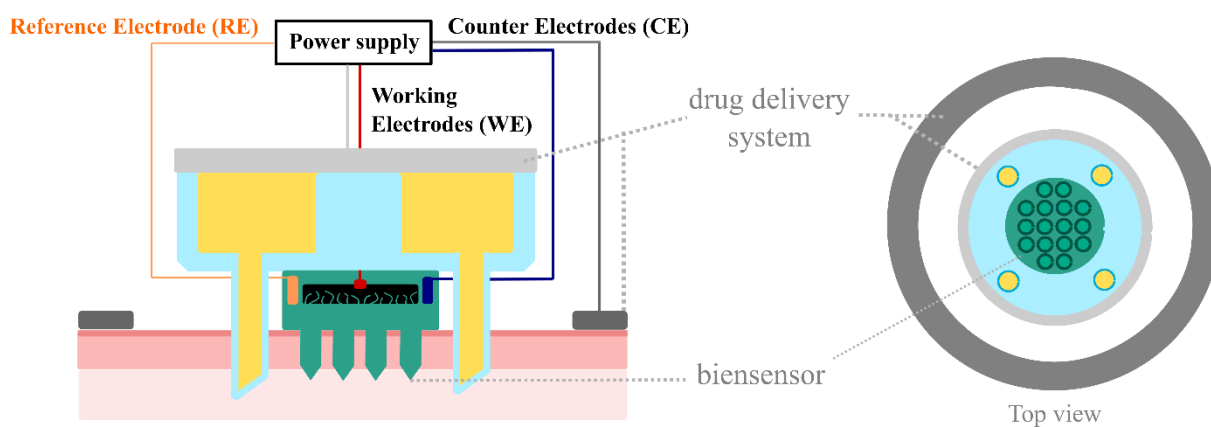 Reference Electrode (RE)
Power supply
Counter Electrodes (CE)
Working
Electrodes (WE)
drug delivery
system
biensensor
Top view